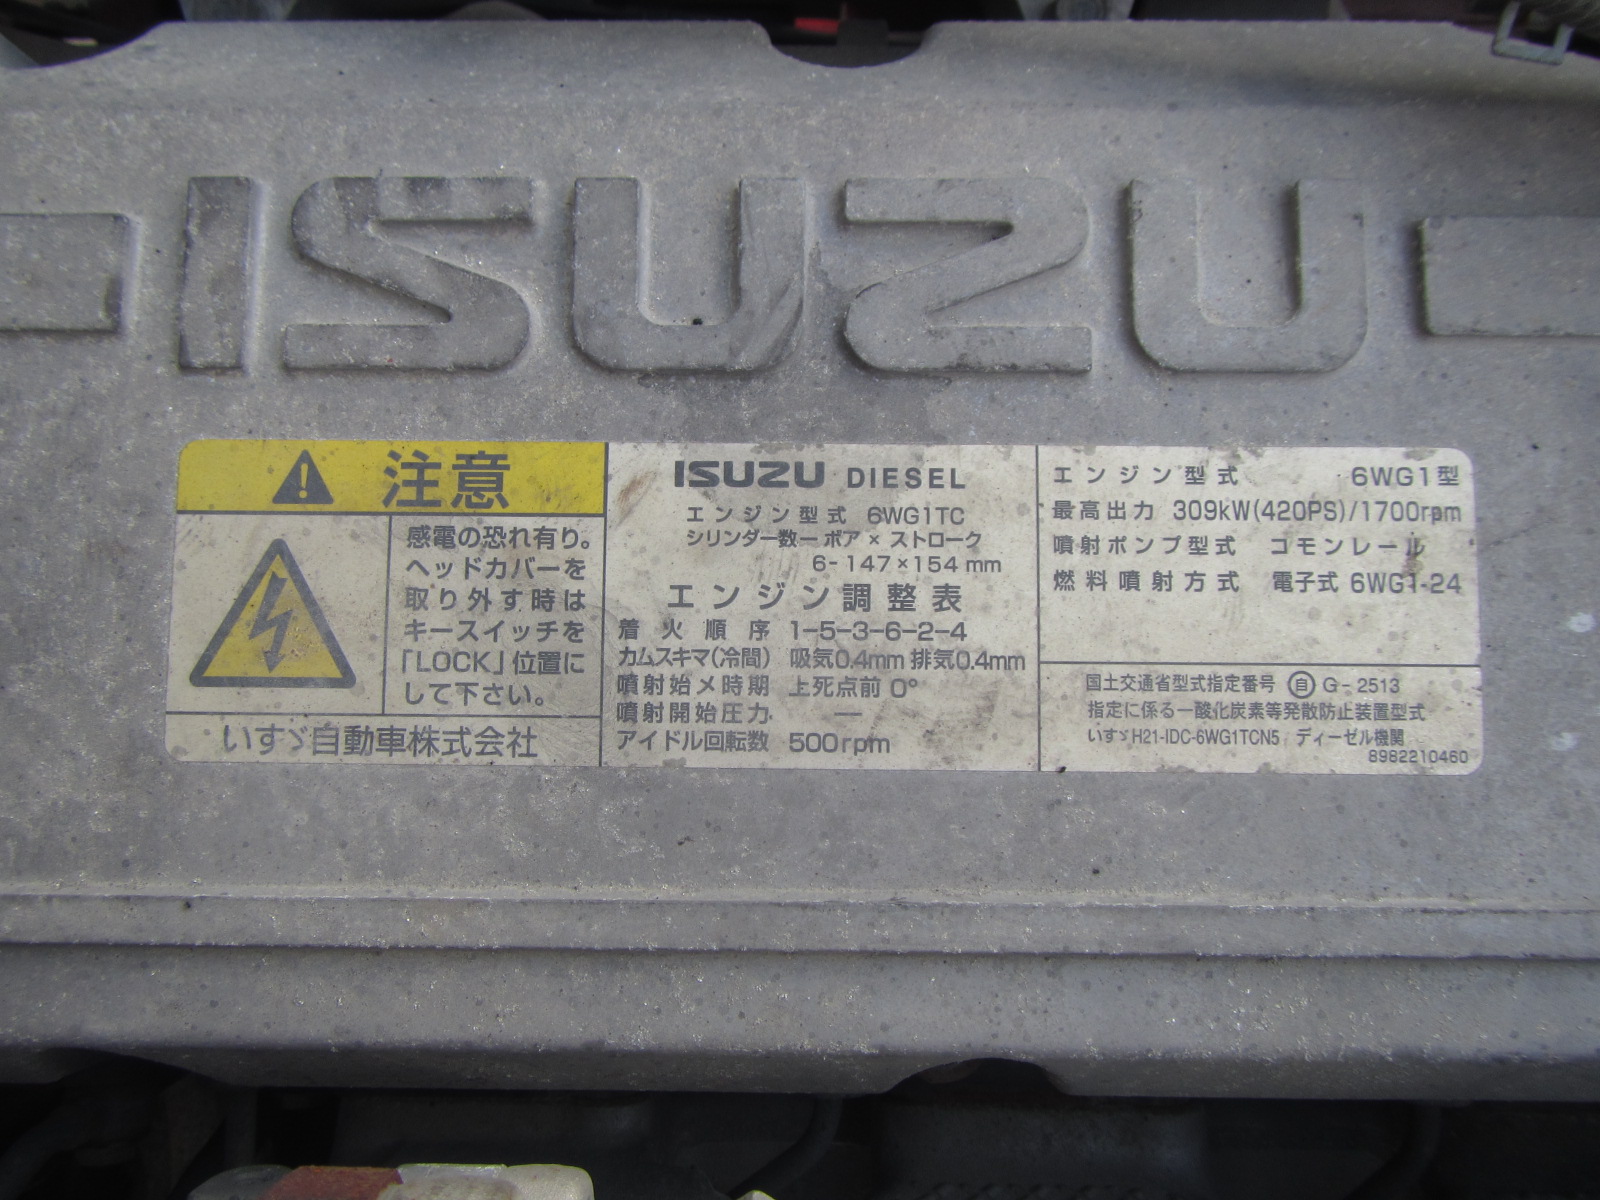 ISUZU
注意
感電の恐れ有り。
ヘッドカバーを
取り外す時は
キースイッチを
「LOCK」位置に
して下さい。
いすゞ自動車株式会社
ISUZU DIESEL
エンジン型式 6WG1TC
シリンダー数ーボア×ストローク
6-147×154mm
エンジン調整表
着火順序 1-5-3-6-2-4
カムスキマ(冷間) 吸気0.4mm 排気0.4mm
噴射始メ時期 上死点前 0°
噴射開始圧力 —
アイドル回転数 500rpm
エンジン型式 6WG1型
最高出力 309kW(420PS)/1700rpm
噴射ポンプ型式 コモンレール
燃料噴射方式 電子式 6WG1-24
国土交通省型式指定番号 自 G-2513
指定に係る一酸化炭素等発散防止装置型式
いすゞH21-IDC-6WG1TCN5 ディーゼル機関
8982210460